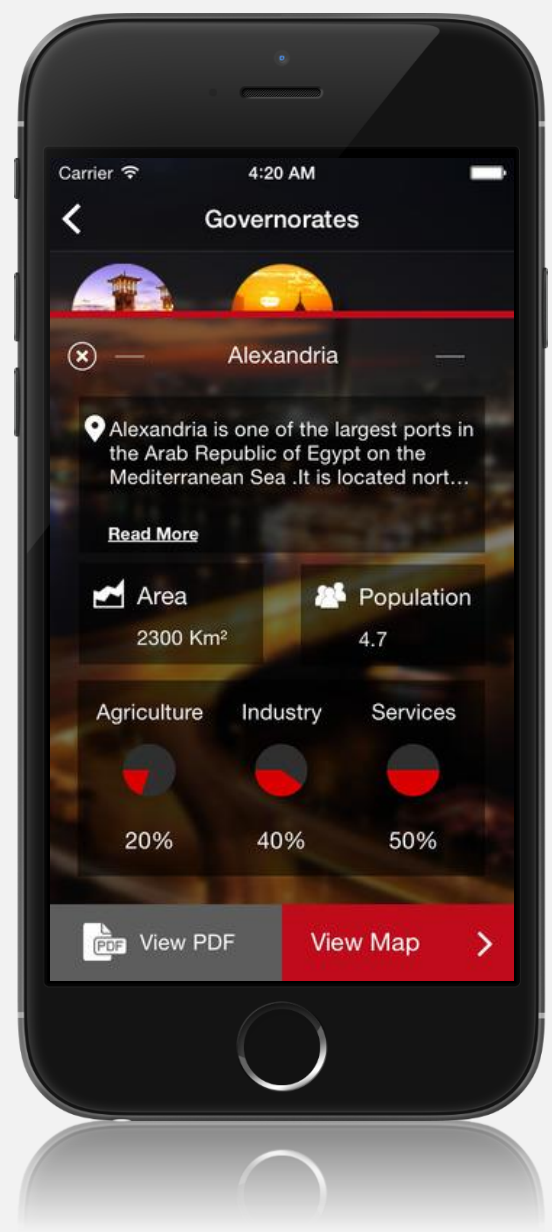 Carrier 4:20 AM
Governorates
Alexandria
Alexandria is one of the largest ports in
the Arab Republic of Egypt on the
Mediterranean Sea .It is located nort...
Read More
Area
2300 Km²
Population
4.7
Agriculture Industry Services
20% 40% 50%
PDF View PDF
View Map